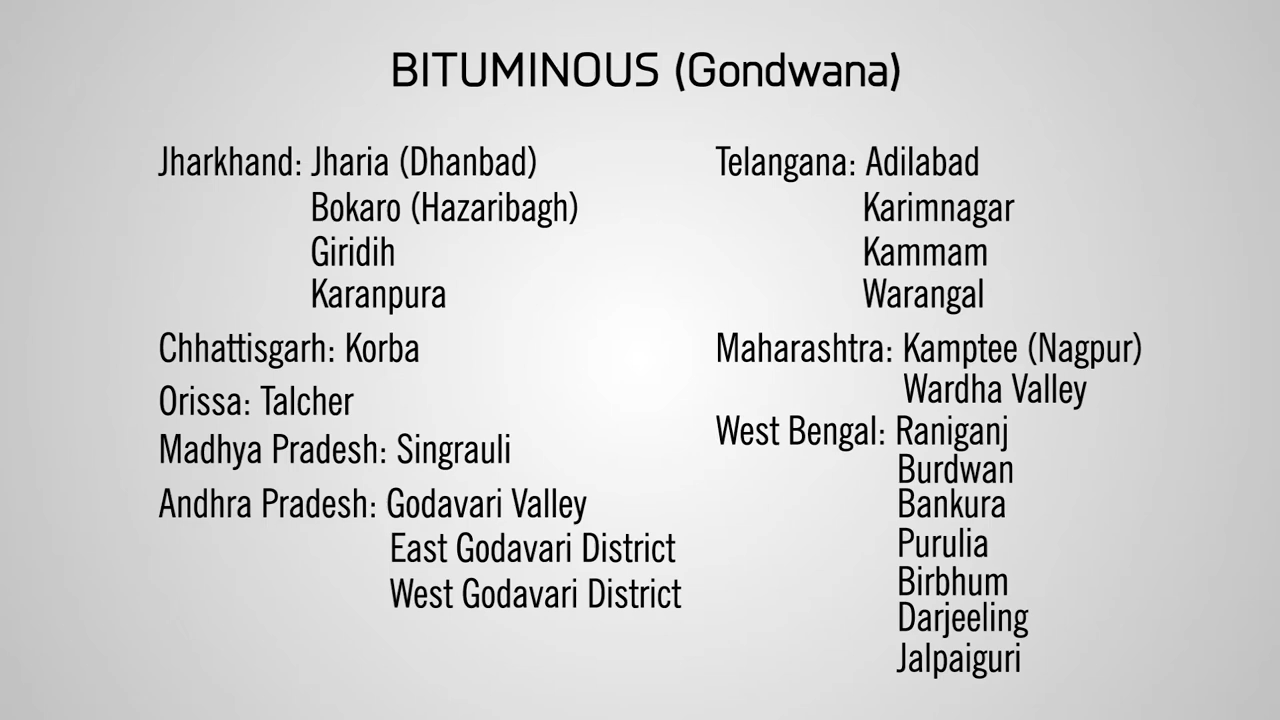 BITUMINOUS (Gondwana)
Jharkhand: Jharia (Dhanbad)
Bokaro (Hazaribagh)
Giridih
Karanpura
Chhattisgarh: Korba
Orissa: Talcher
Madhya Pradesh: Singrauli
Andhra Pradesh: Godavari Valley
East Godavari District
West Godavari District
Telangana: Adilabad
Karimnagar
Kammam
Warangal
Maharashtra: Kamptee (Nagpur)
Wardha Valley
West Bengal: Raniganj
Burdwan
Bankura
Purulia
Birbhum
Darjeeling
Jalpaiguri